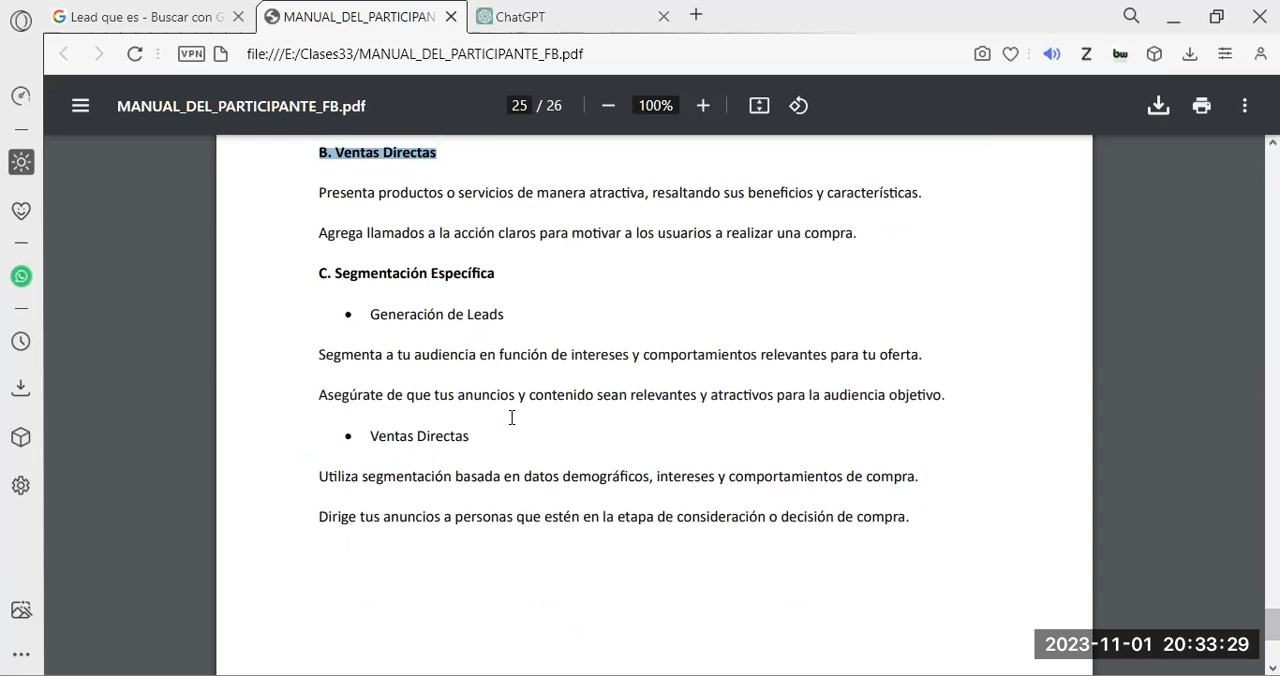 Lead que es - Buscar con G
MANUAL_DEL_PARTICIPAN
ChatGPT
VPN
file:///E:/Clases33/MANUAL_DEL_PARTICIPANTE_FB.pdf
Z
bw
MANUAL_DEL_PARTICIPANTE_FB.pdf
25 / 26
100%
B. Ventas Directas
Presenta productos o servicios de manera atractiva, resaltando sus beneficios y características.
Agrega llamados a la acción claros para motivar a los usuarios a realizar una compra.
C. Segmentación Específica
• Generación de Leads
Segmenta a tu audiencia en función de intereses y comportamientos relevantes para tu oferta.
Asegúrate de que tus anuncios y contenido sean relevantes y atractivos para la audiencia objetivo.
• Ventas Directas
Utiliza segmentación basada en datos demográficos, intereses y comportamientos de compra.
Dirige tus anuncios a personas que estén en la etapa de consideración o decisión de compra.
2023-11-01 20:33:29